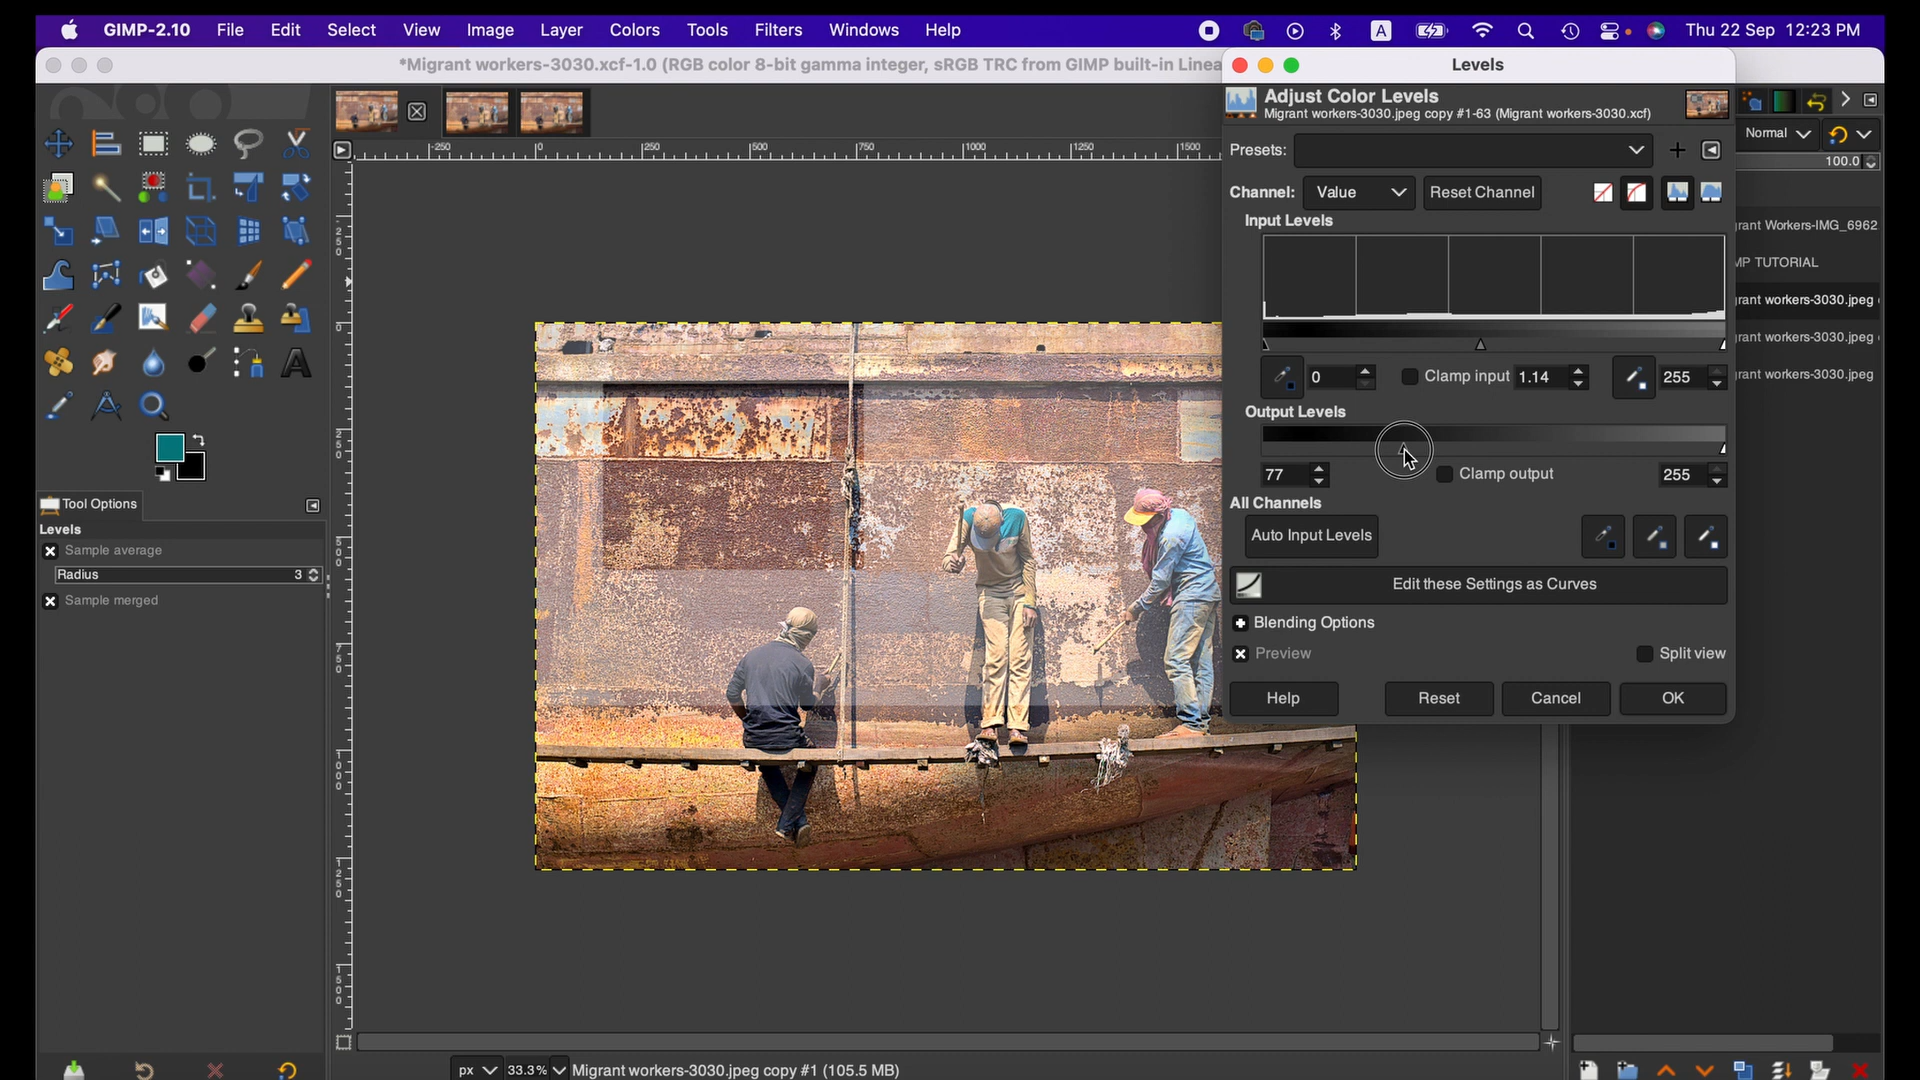 GIMP-2.10 File Edit Select View Image Layer Colors Tools Filters Windows Help A Thu 22 Sep 12:23 PM
*Migrant workers-3030.xcf-1.0 (RGB color 8-bit gamma integer, sRGB TRC from GIMP built-in Linea
Levels
Adjust Color Levels
Migrant workers-3030.jpeg copy #1-63 (Migrant workers-3030.xcf)
Normal
100.0
Presets:
Channel: Value Reset Channel
Input Levels
0 Clamp input 1.14 255
Output Levels
77 Clamp output 255
All Channels
Auto Input Levels
Edit these Settings as Curves
Blending Options
Preview Split view
Help Reset Cancel OK
grant Workers-IMG_6962
MP TUTORIAL
grant workers-3030.jpeg
grant workers-3030.jpeg
grant workers-3030.jpeg
Tool Options
Levels
Sample average
Radius 3
Sample merged
-250 0 250 500 750 1000 1250 1500
px 33.3% Migrant workers-3030.jpeg copy #1 (105.5 MB)